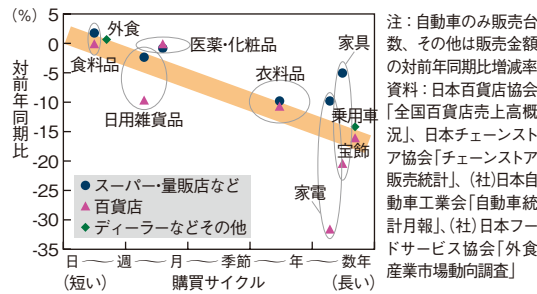 (%)
5
0
-5
-10
-15
-20
-25
-30
-35
対前年同期比
外食
食料品
医薬・化粧品
日用雑貨品
衣料品
家具
乗用車
宝飾
家電
スーパー・量販店など
百貨店
ディーラーなどその他
日 週 月 季節 年 数年
(短い) 購買サイクル (長い)
注：自動車のみ販売台
数、その他は販売金額
の対前年同期比増減率
資料：日本百貨店協会
「全国百貨店売上高概
況」、日本チェーンスト
ア協会「チェーンストア
販売統計」、(社)日本自
動車工業会「自動車統
計月報」、(社)日本フー
ドサービス協会「外食
産業市場動向調査」